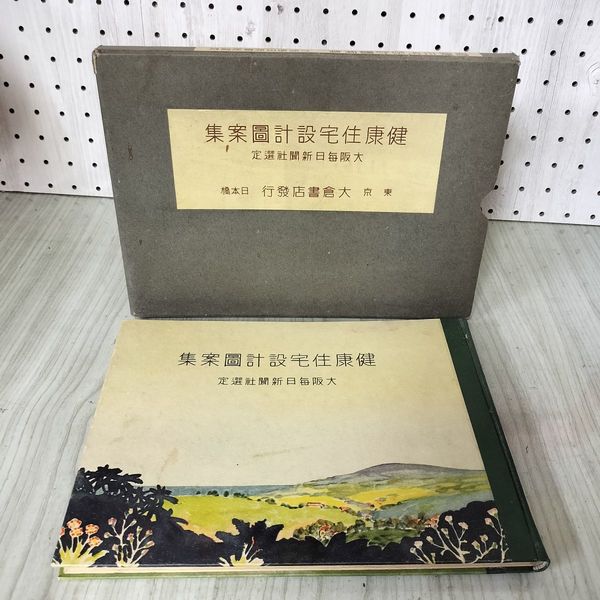 健康住宅設計圖案集
大阪每日新聞社選定
東京 大倉書店發行 日本橋
健康住宅設計圖案集
大阪每日新聞社選定